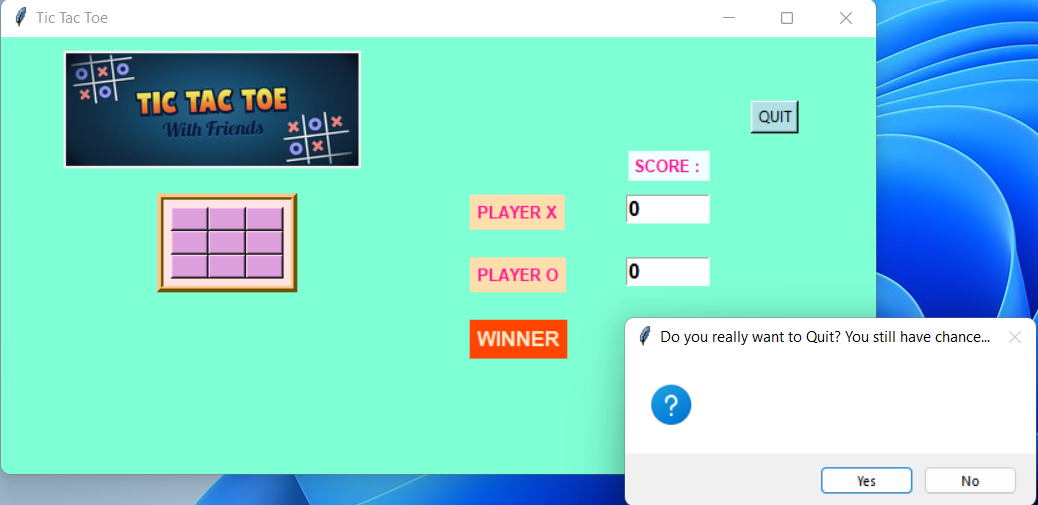 Tic Tac Toe
TIC TAC TOE
With Friends
QUIT
SCORE :
PLAYER X
0
PLAYER O
0
WINNER
Do you really want to Quit? You still have chance...
?
Yes
No